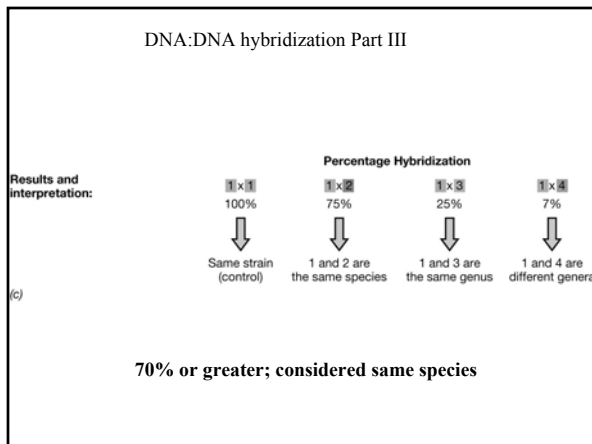 DNA:DNA hybridization Part III
Percentage Hybridization
Results and
interpretation:
1 x 1 1 x 2 1 x 3 1 x 4
100% 75% 25% 7%
Same strain 1 and 2 are 1 and 3 are 1 and 4 are
(control) the same species the same genus different genera
(c)
70% or greater; considered same species